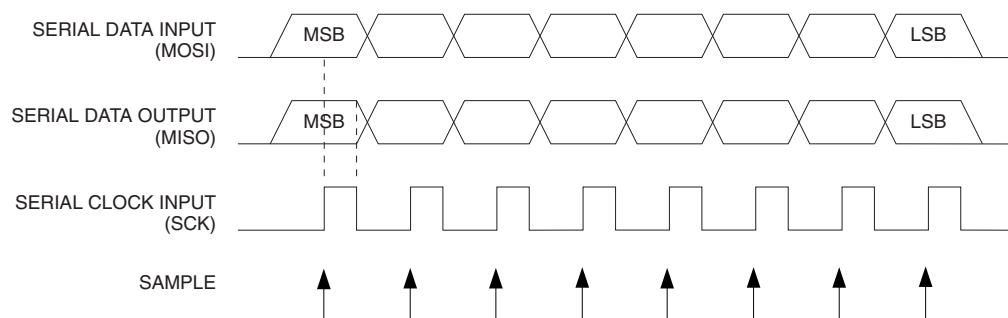 SERIAL DATA INPUT
(MOSI)
MSB
LSB
SERIAL DATA OUTPUT
(MISO)
MSB
LSB
SERIAL CLOCK INPUT
(SCK)
SAMPLE